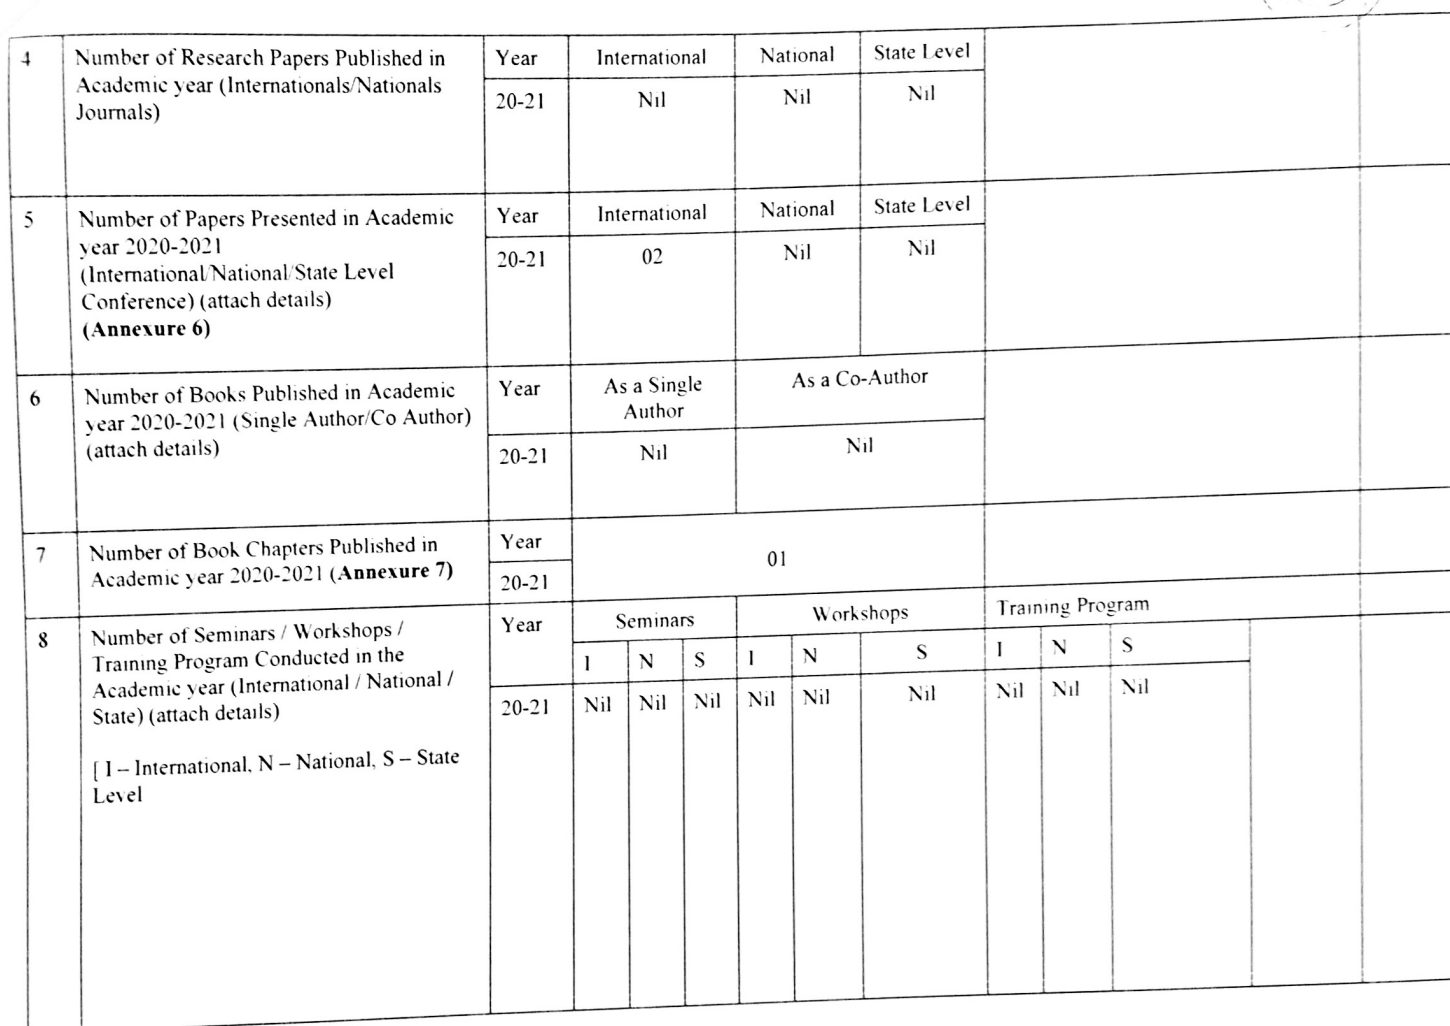 4 Number of Research Papers Published in Year International National State Level
Academic year (Internationals/Nationals 20-21 Nil Nil Nil
Journals)
5 Number of Papers Presented in Academic Year International National State Level
year 2020-2021 20-21 02 Nil Nil
(International/National/State Level
Conference) (attach details)
(Annexure 6)
6 Number of Books Published in Academic Year As a Single As a Co-Author
year 2020-2021 (Single Author/Co Author) Author
(attach details) 20-21 Nil Nil
7 Number of Book Chapters Published in Year 01
Academic year 2020-2021 (Annexure 7) 20-21
8 Number of Seminars / Workshops / Year Seminars Workshops Training Program
Training Program Conducted in the I N S I N S I N S
Academic year (International / National /
State) (attach details) 20-21 Nil Nil Nil Nil Nil Nil Nil Nil Nil
[ I – International, N – National, S – State
Level